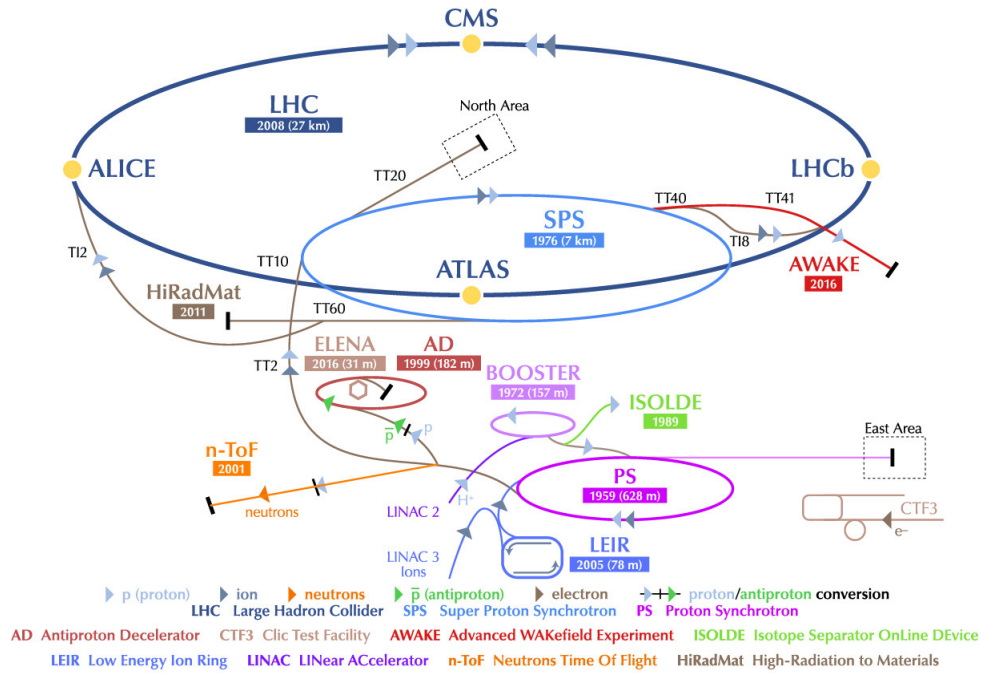 CMS
LHC
2008 (27 km)
North Area
ALICE
TT20
LHCb
SPS
1976 (7 km)
TT40
TT41
TI8
TI2
TT10
ATLAS
AWAKE
2016
HiRadMat
2011
TT60
ELENA
2016 (31 m)
AD
1999 (182 m)
TT2
BOOSTER
1972 (157 m)
ISOLDE
1989
p̅
p
East Area
n-ToF
2001
neutrons
H⁺
LINAC 2
PS
1959 (628 m)
CTF3
e–
LINAC 3
Ions
LEIR
2005 (78 m)
p (proton) ion neutrons p̅ (antiproton) electron proton/antiproton conversion
LHC Large Hadron Collider SPS Super Proton Synchrotron PS Proton Synchrotron
AD Antiproton Decelerator CTF3 Clic Test Facility AWAKE Advanced WAKefield Experiment ISOLDE Isotope Separator OnLine DEvice
LEIR Low Energy Ion Ring LINAC LINear ACcelerator n-ToF Neutrons Time Of Flight HiRadMat High-Radiation to Materials